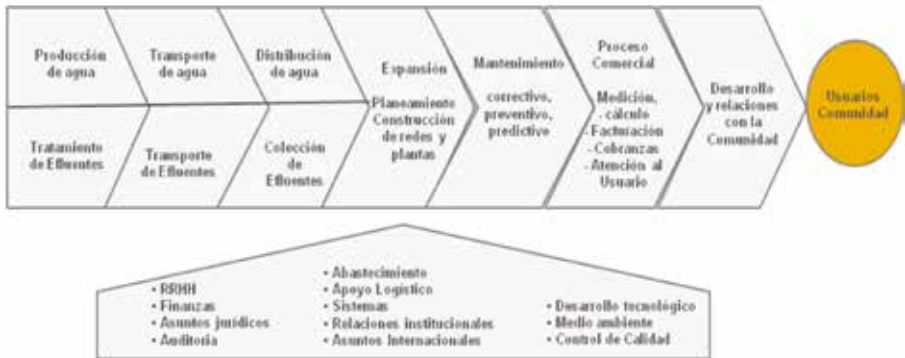 Producción
de agua
Transporte
de agua
Distribución
de agua
Tratamiento
de Efluentes
Transporte
de Efluentes
Colección
de
Efluentes
Expansión
Planeamiento
Construcción
de redes y
plantas
Mantenimiento
correctivo,
preventivo,
predictivo
Proceso
Comercial
Medición,
- cálculo
- Facturación
- Cobranzas
- Atención al
Usuario
Desarrollo
y relaciones
con la
Comunidad
Usuarios
Comunidad
• RRHH
• Finanzas
• Asuntos jurídicos
• Auditoria
• Abastecimiento
• Apoyo Logístico
• Sistemas
• Relaciones institucionales
• Asuntos Internacionales
• Desarrollo tecnológico
• Medio ambiente
• Control de Calidad